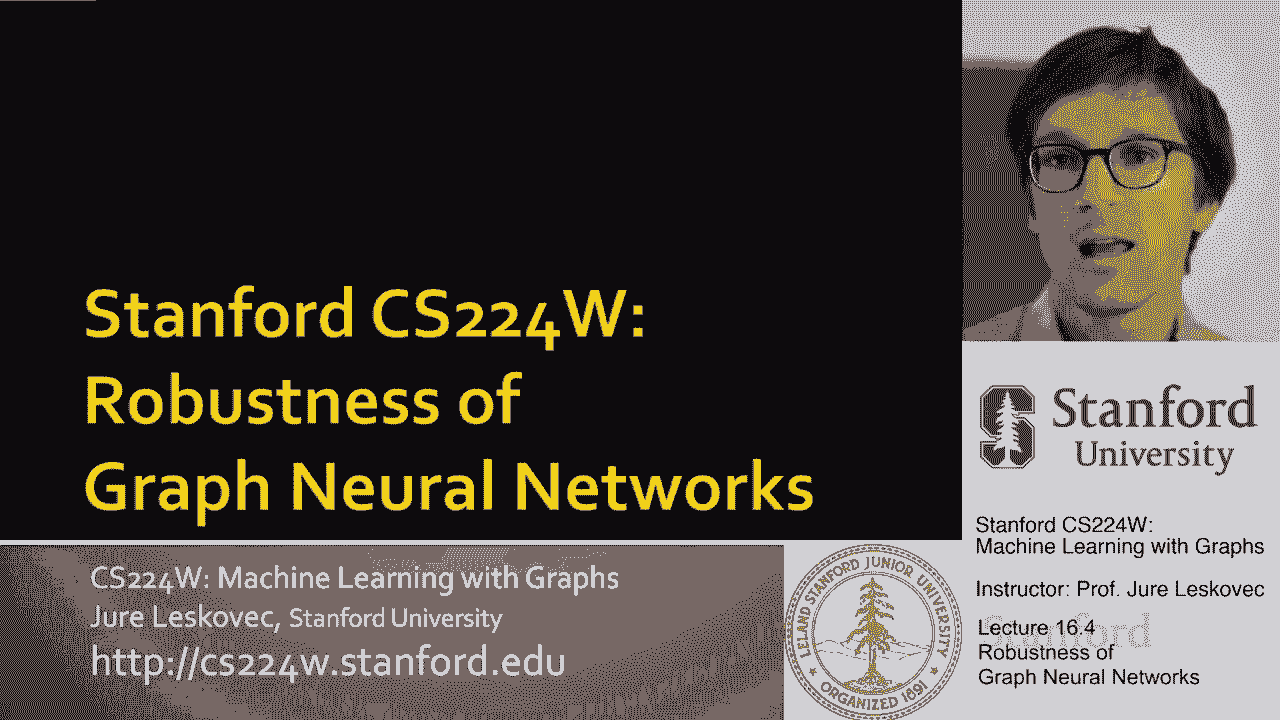 Stanford CS224W:
Robustness of
Graph Neural Networks
CS224W: Machine Learning with Graphs
Jure Leskovec, Stanford University
http://cs224w.stanford.edu
LELAND STANFORD JUNIOR UNIVERSITY
ORGANIZED 1891
Stanford
University
Stanford CS224W:
Machine Learning with Graphs
Instructor: Prof. Jure Leskovec
Lecture 16.4
Robustness of
Graph Neural Networks